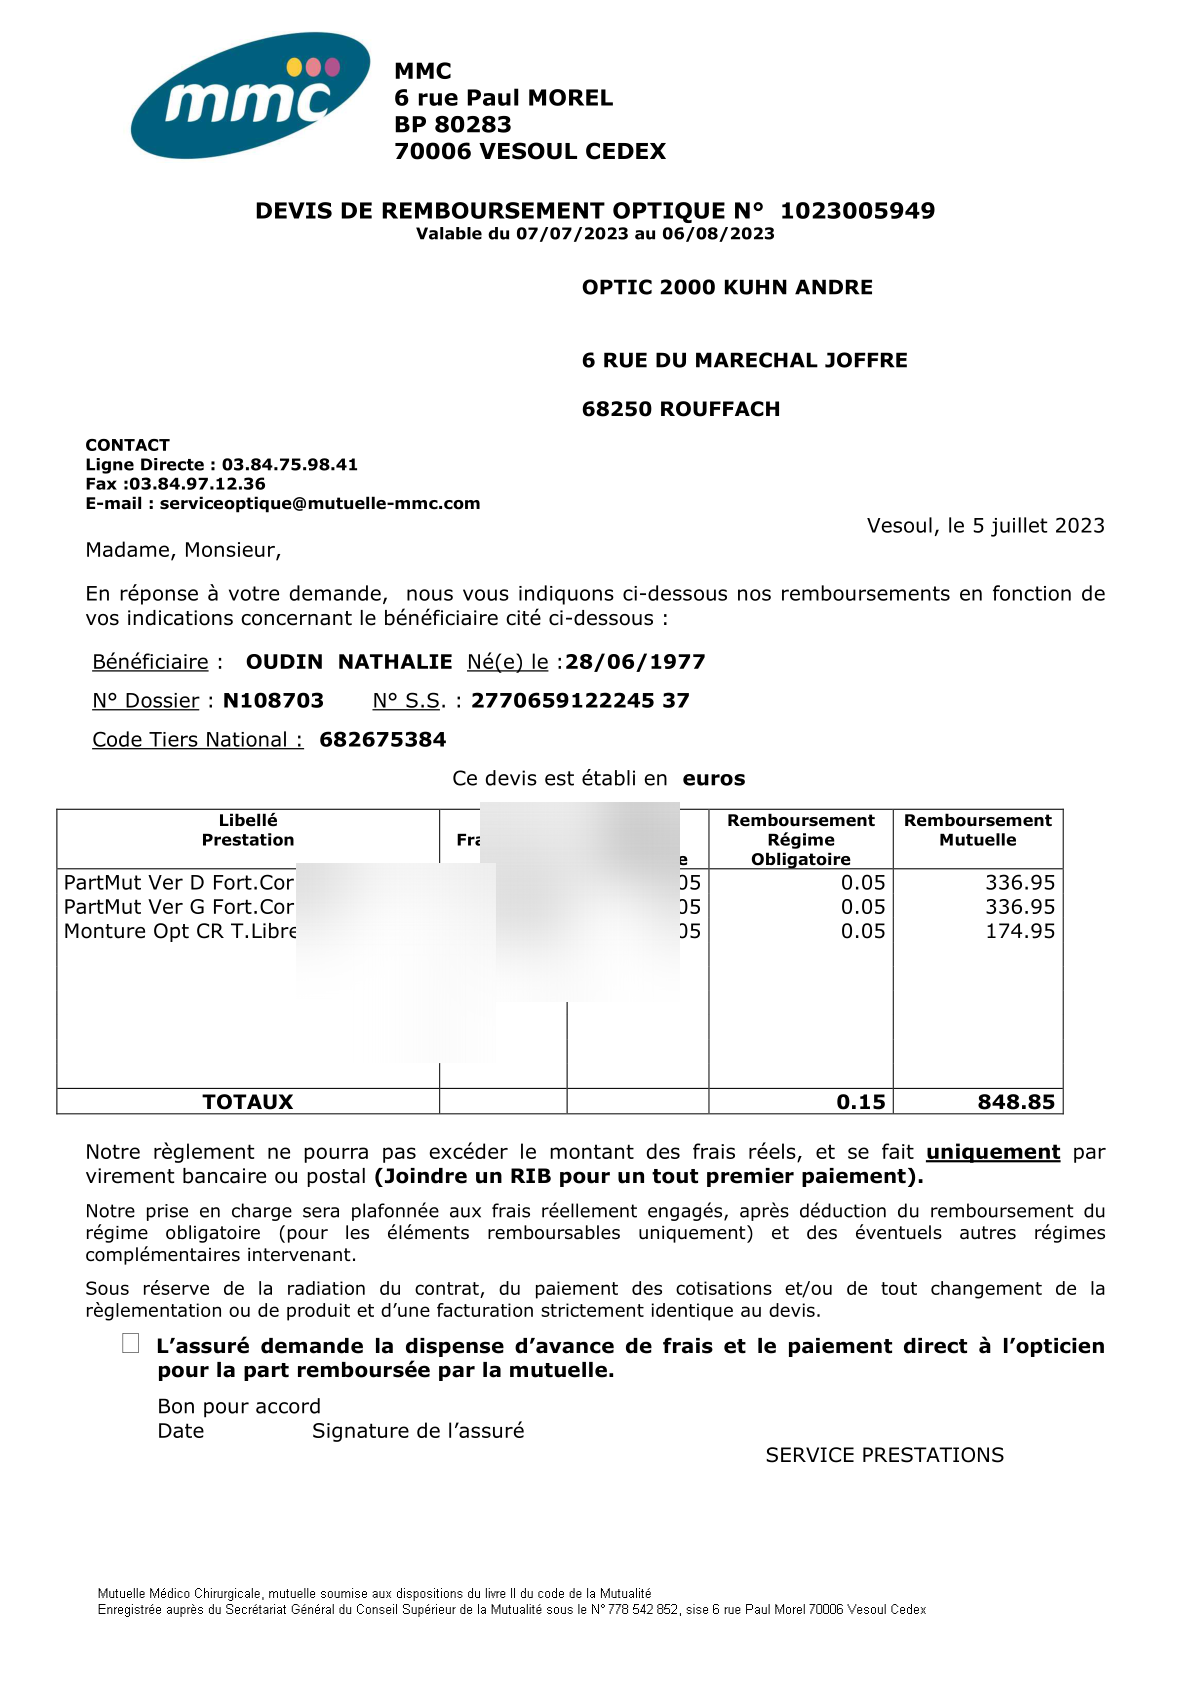 mmc
MMC
6 rue Paul MOREL
BP 80283
70006 VESOUL CEDEX
DEVIS DE REMBOURSEMENT OPTIQUE N° 1023005949
Valable du 07/07/2023 au 06/08/2023
OPTIC 2000 KUHN ANDRE
6 RUE DU MARECHAL JOFFRE
68250 ROUFFACH
CONTACT
Ligne Directe : 03.84.75.98.41
Fax :03.84.97.12.36
E-mail : serviceoptique@mutuelle-mmc.com
Vesoul, le 5 juillet 2023
Madame, Monsieur,
En réponse à votre demande, nous vous indiquons ci-dessous nos remboursements en fonction de
vos indications concernant le bénéficiaire cité ci-dessous :
Bénéficiaire : OUDIN NATHALIE Né(e) le :28/06/1977
N° Dossier : N108703 N° S.S. : 2770659122245 37
Code Tiers National : 682675384
Ce devis est établi en euros
Libellé Prestation Remboursement Régime Obligatoire Remboursement Mutuelle
PartMut Ver D Fort.Cor 0.05 336.95
PartMut Ver G Fort.Cor 0.05 336.95
Monture Opt CR T.Libre 0.05 174.95
TOTAUX 0.15 848.85
Notre règlement ne pourra pas excéder le montant des frais réels, et se fait uniquement par
virement bancaire ou postal (Joindre un RIB pour un tout premier paiement).
Notre prise en charge sera plafonnée aux frais réellement engagés, après déduction du remboursement du
régime obligatoire (pour les éléments remboursables uniquement) et des éventuels autres régimes
complémentaires intervenant.
Sous réserve de la radiation du contrat, du paiement des cotisations et/ou de tout changement de la
règlementation ou de produit et d’une facturation strictement identique au devis.
L’assuré demande la dispense d’avance de frais et le paiement direct à l’opticien
pour la part remboursée par la mutuelle.
Bon pour accord
Date Signature de l’assuré
SERVICE PRESTATIONS
Mutuelle Médico Chirurgicale, mutuelle soumise aux dispositions du livre II du code de la Mutualité
Enregistrée auprès du Secrétariat Général du Conseil Supérieur de la Mutualité sous le N° 778 542 852, sise 6 rue Paul Morel 70006 Vesoul Cedex